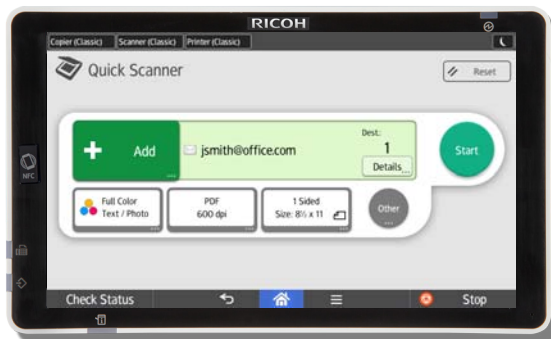 RICOH
Copier (Classic) Scanner (Classic) Printer (Classic)
Quick Scanner
Reset
Add
jsmith@office.com
Dest.:
1
Details
Start
Full Color
Text / Photo
PDF
600 dpi
1 Sided
Size: 8½ x 11
Other
NFC
Check Status
Stop